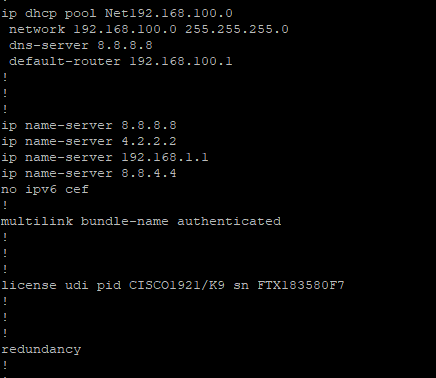 ip dhcp pool Net192.168.100.0
network 192.168.100.0 255.255.255.0
dns-server 8.8.8.8
default-router 192.168.100.1
!
!
!
ip name-server 8.8.8.8
ip name-server 4.2.2.2
ip name-server 192.168.1.1
ip name-server 8.8.4.4
no ipv6 cef
!
multilink bundle-name authenticated
!
!
!
license udi pid CISCO1921/K9 sn FTX183580F7
!
!
!
redundancy
!